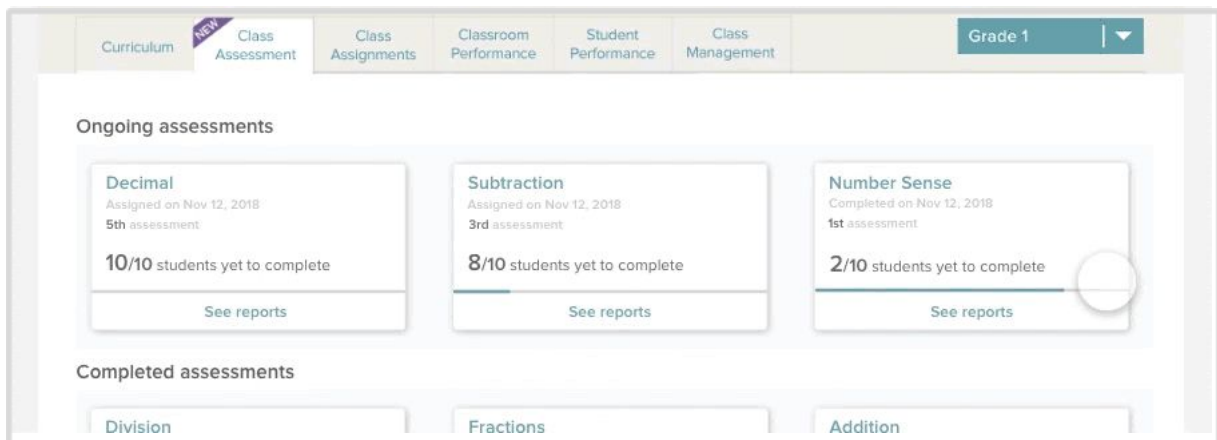 Curriculum
NEW
Class
Assessment
Class
Assignments
Classroom
Performance
Student
Performance
Class
Management
Grade 1
Ongoing assessments
Decimal
Assigned on Nov 12, 2018
5th assessment
10/10 students yet to complete
See reports
Subtraction
Assigned on Nov 12, 2018
3rd assessment
8/10 students yet to complete
See reports
Number Sense
Completed on Nov 12, 2018
1st assessment
2/10 students yet to complete
See reports
Completed assessments
Division
Fractions
Addition